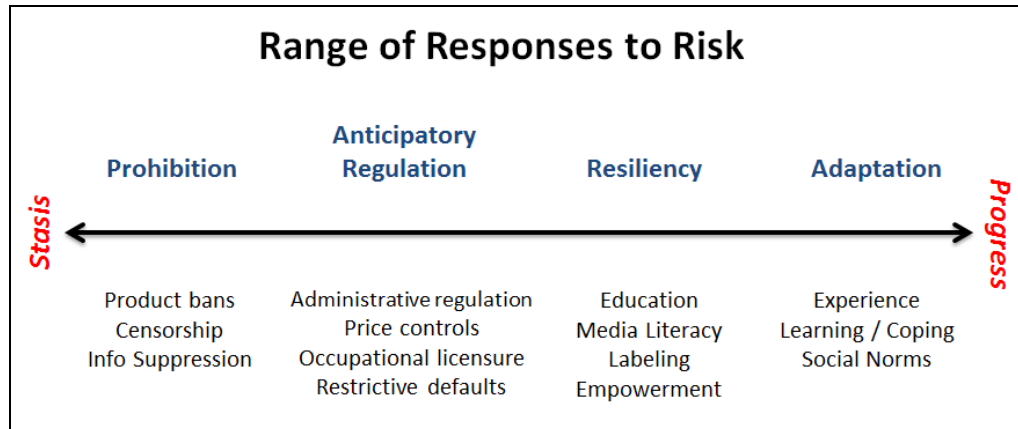 Range of Responses to Risk
Prohibition
Anticipatory
Regulation
Resiliency
Adaptation
Stasis
Progress
Product bans
Censorship
Info Suppression
Administrative regulation
Price controls
Occupational licensure
Restrictive defaults
Education
Media Literacy
Labeling
Empowerment
Experience
Learning / Coping
Social Norms